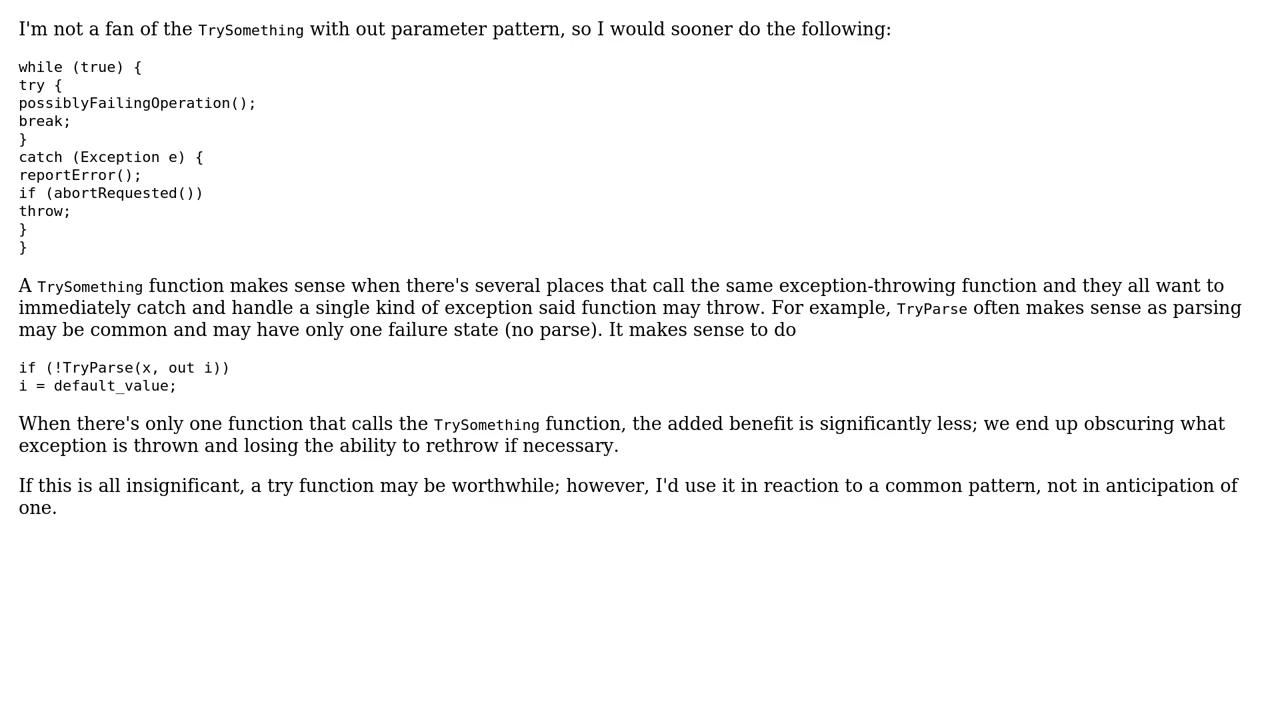 I'm not a fan of the TrySomething with out parameter pattern, so I would sooner do the following:
while (true) {
try {
possiblyFailingOperation();
break;
}
catch (Exception e) {
reportError();
if (abortRequested())
throw;
}
}
A TrySomething function makes sense when there's several places that call the same exception-throwing function and they all want to
immediately catch and handle a single kind of exception said function may throw. For example, TryParse often makes sense as parsing
may be common and may have only one failure state (no parse). It makes sense to do
if (!TryParse(x, out i))
i = default_value;
When there's only one function that calls the TrySomething function, the added benefit is significantly less; we end up obscuring what
exception is thrown and losing the ability to rethrow if necessary.
If this is all insignificant, a try function may be worthwhile; however, I'd use it in reaction to a common pattern, not in anticipation of
one.